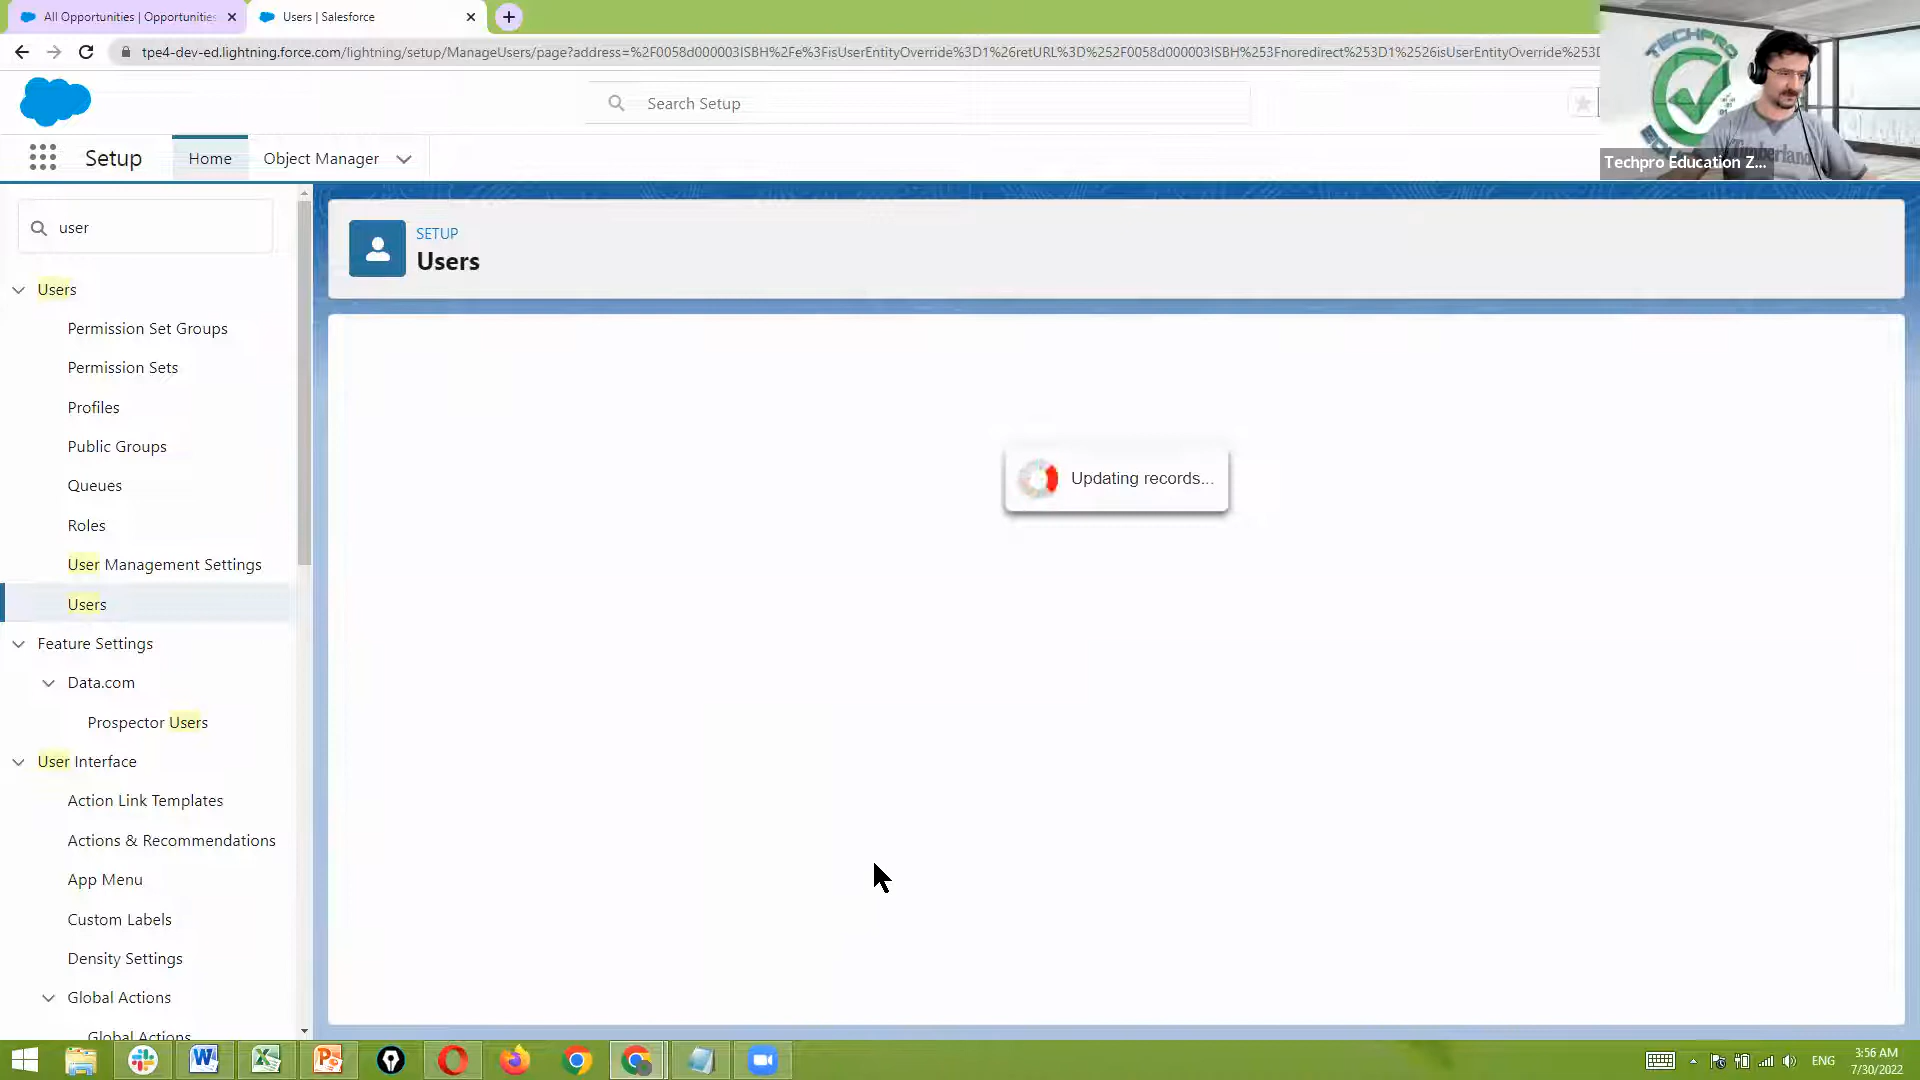 All Opportunities | Opportunities
Users | Salesforce
tpe4-dev-ed.lightning.force.com/lightning/setup/ManageUsers/page?address=%2F0058d000003ISBH%2Fe%3FisUserEntityOverride%3D1%26retURL%3D%252F0058d000003ISBH%253Fnoredirect%253D1%2526isUserEntityOverride%253D
Search Setup
TECHPRO
Timberland
Techpro Education Z...
Setup
Home
Object Manager
user
SETUP
Users
Users
Permission Set Groups
Permission Sets
Profiles
Public Groups
Queues
Roles
User Management Settings
Users
Feature Settings
Data.com
Prospector Users
User Interface
Action Link Templates
Actions & Recommendations
App Menu
Custom Labels
Density Settings
Global Actions
Global Actions
Updating records...
ENG
3:56 AM
7/30/2022